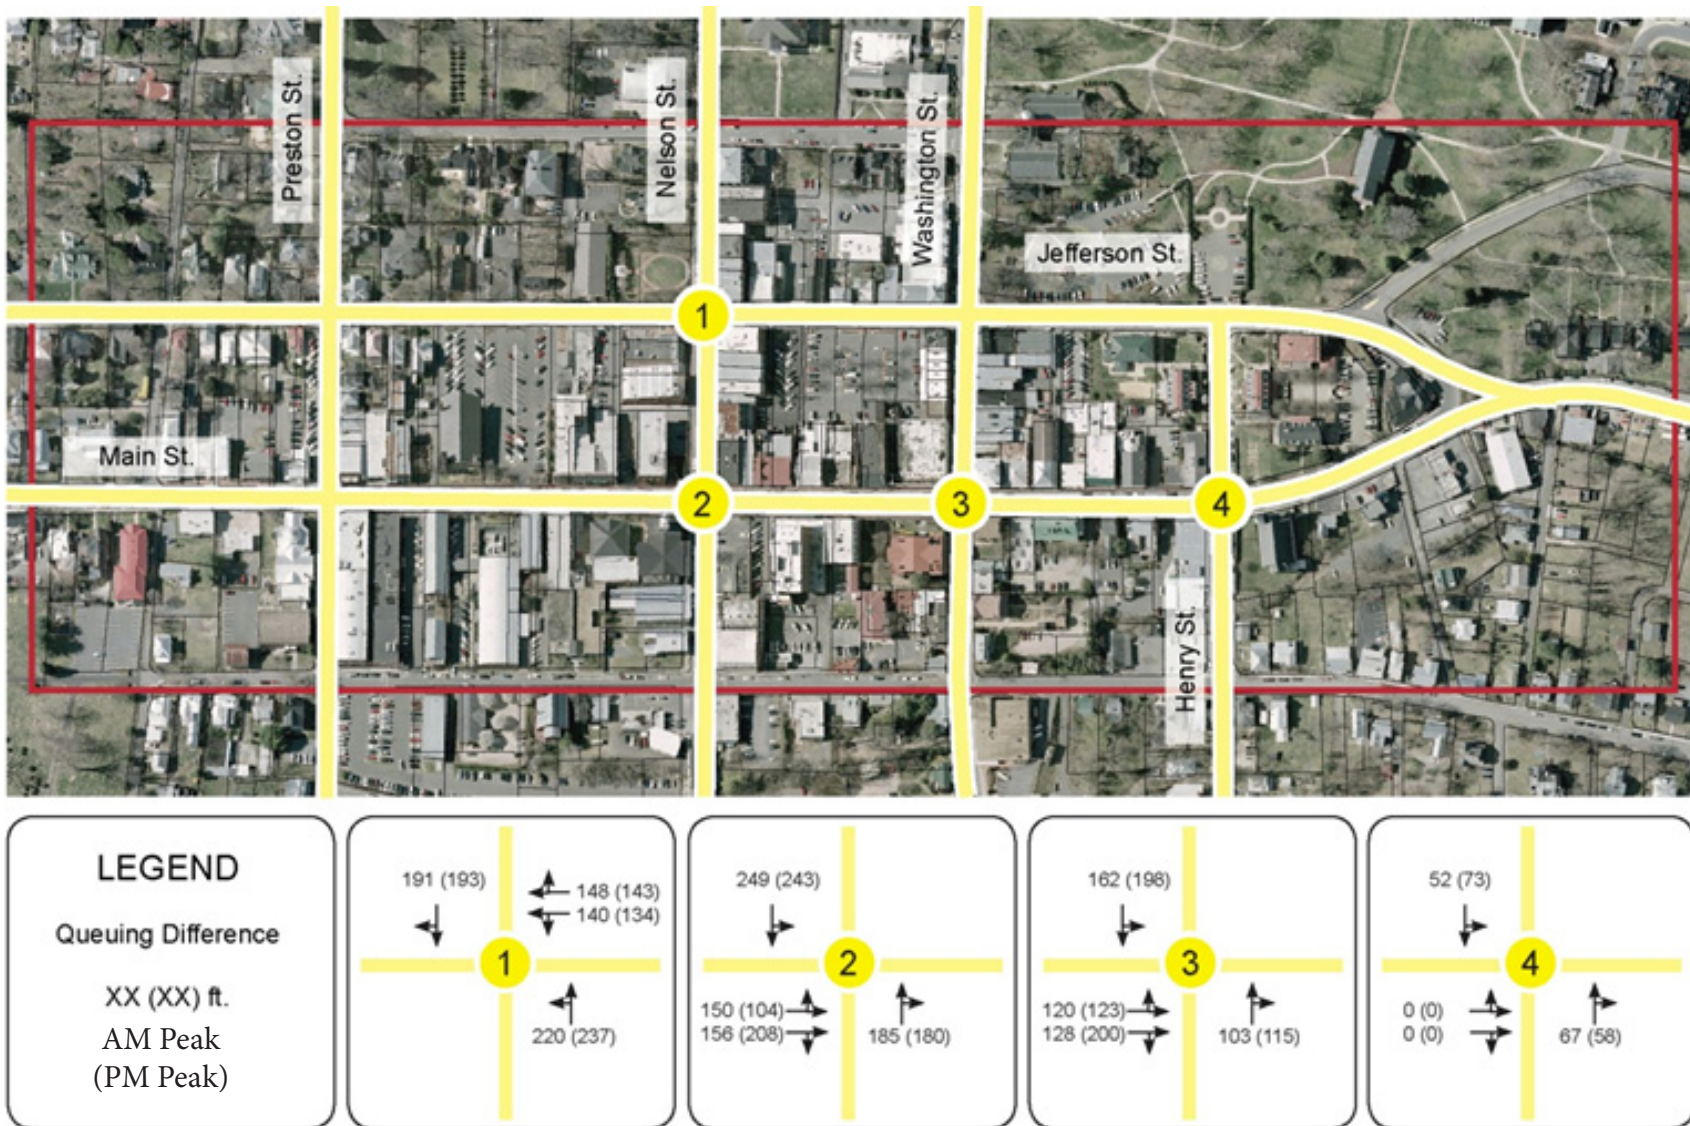 Preston St.
Nelson St.
Washington St.
Jefferson St.
1
Main St.
2
3
4
Henry St.
LEGEND
Queuing Difference
XX (XX) ft.
AM Peak
(PM Peak)
191 (193)
148 (143)
140 (134)
1
220 (237)
249 (243)
2
150 (104)
156 (208)
185 (180)
162 (198)
3
120 (123)
128 (200)
103 (115)
52 (73)
4
0 (0)
0 (0)
67 (58)